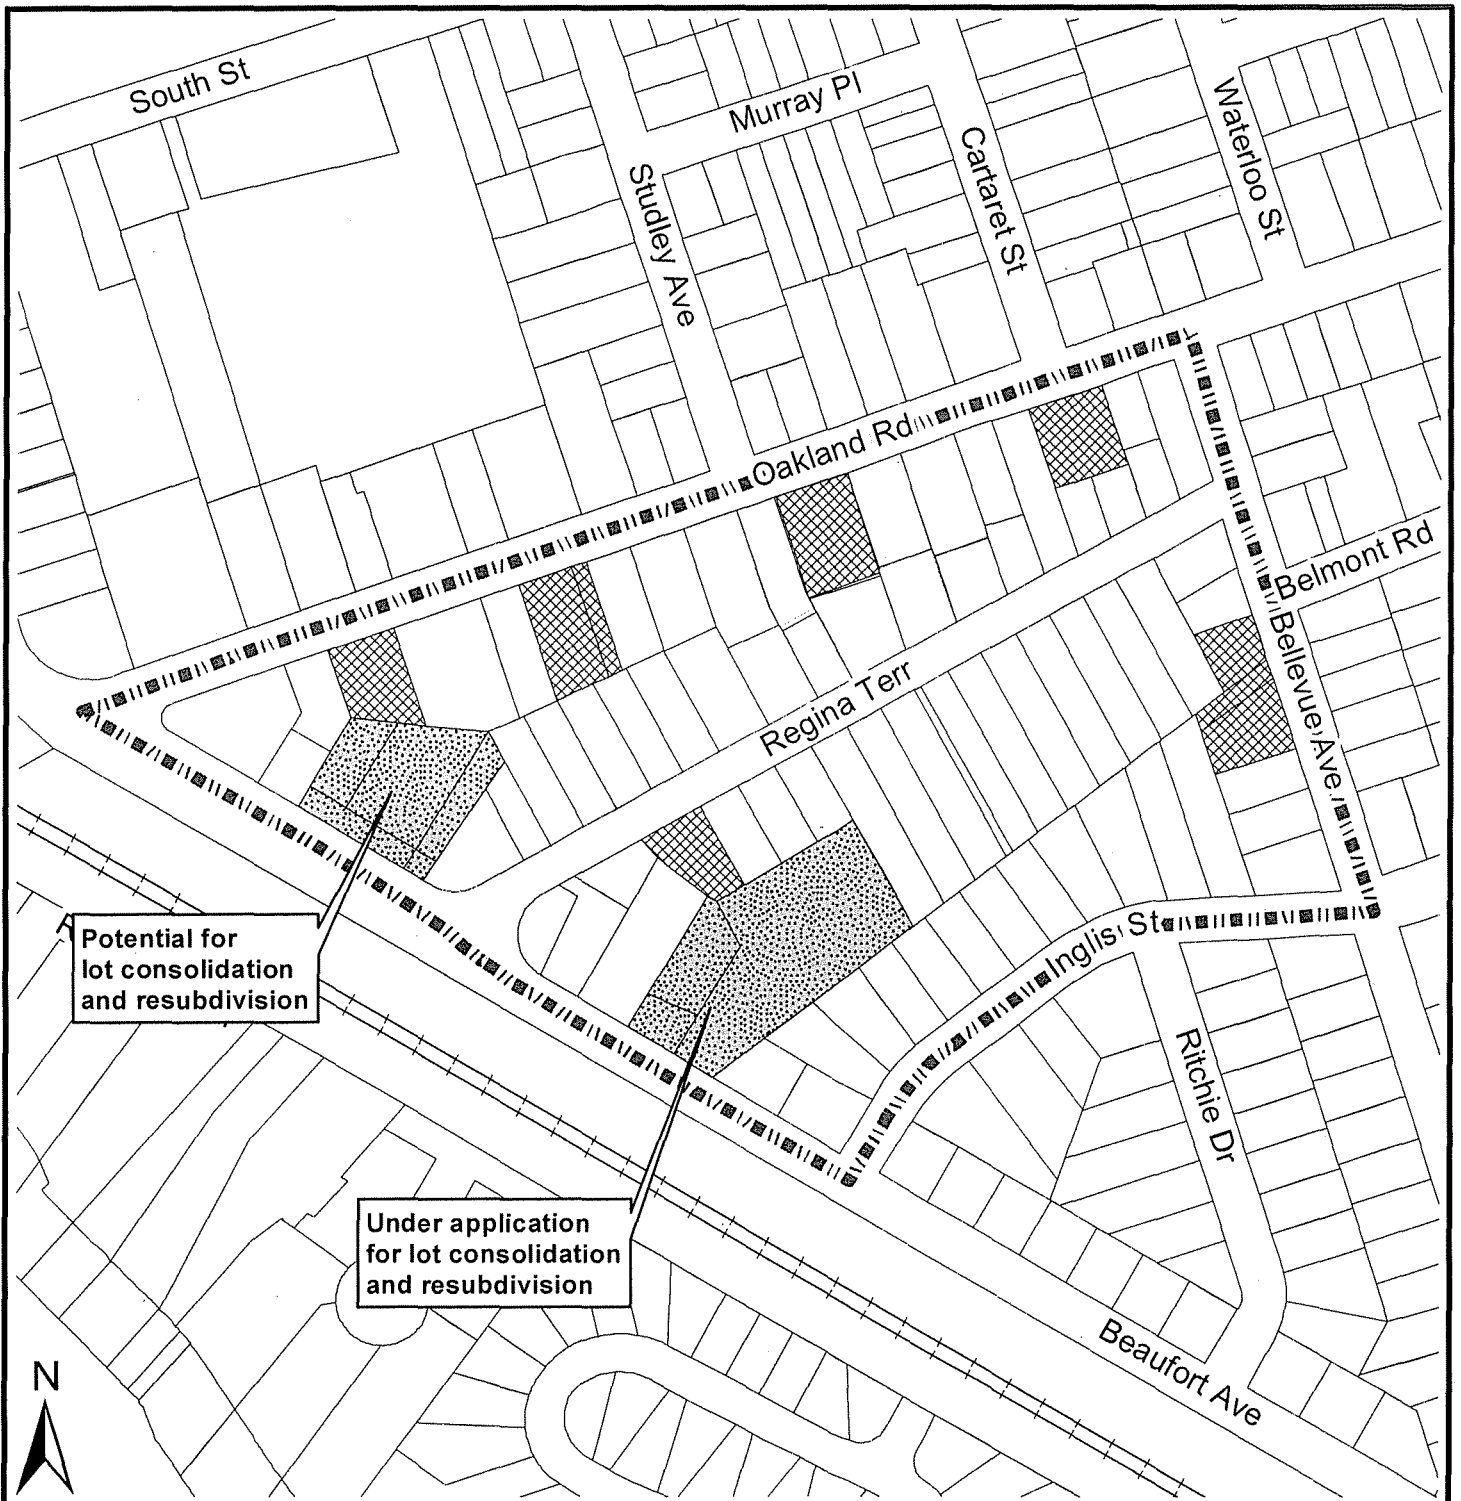 South St
Murray Pl
Waterloo St
Cartaret St
Studley Ave
Oakland Rd
Belmont Rd
Bellevue Ave
Regina Terr
Inglis St
Potential for
lot consolidation
and resubdivision
Ritchie Dr
Under application
for lot consolidation
and resubdivision
Beaufort Ave
N